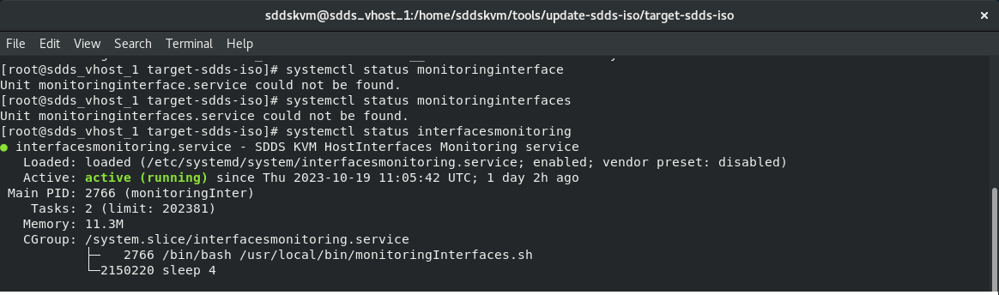 sddskvm@sdds_vhost_1:/home/sddskvm/tools/update-sdds-iso/target-sdds-iso ×
File Edit View Search Terminal Help
[root@sdds_vhost_1 target-sdds-iso]# systemctl status monitoringinterface
Unit monitoringinterface.service could not be found.
[root@sdds_vhost_1 target-sdds-iso]# systemctl status monitoringinterfaces
Unit monitoringinterfaces.service could not be found.
[root@sdds_vhost_1 target-sdds-iso]# systemctl status interfacesmonitoring
● interfacesmonitoring.service - SDDS KVM HostInterfaces Monitoring service
   Loaded: loaded (/etc/systemd/system/interfacesmonitoring.service; enabled; vendor preset: disabled)
   Active: active (running) since Thu 2023-10-19 11:05:42 UTC; 1 day 2h ago
 Main PID: 2766 (monitoringInter)
    Tasks: 2 (limit: 202381)
   Memory: 11.3M
   CGroup: /system.slice/interfacesmonitoring.service
           ├─   2766 /bin/bash /usr/local/bin/monitoringInterfaces.sh
           └─2150220 sleep 4